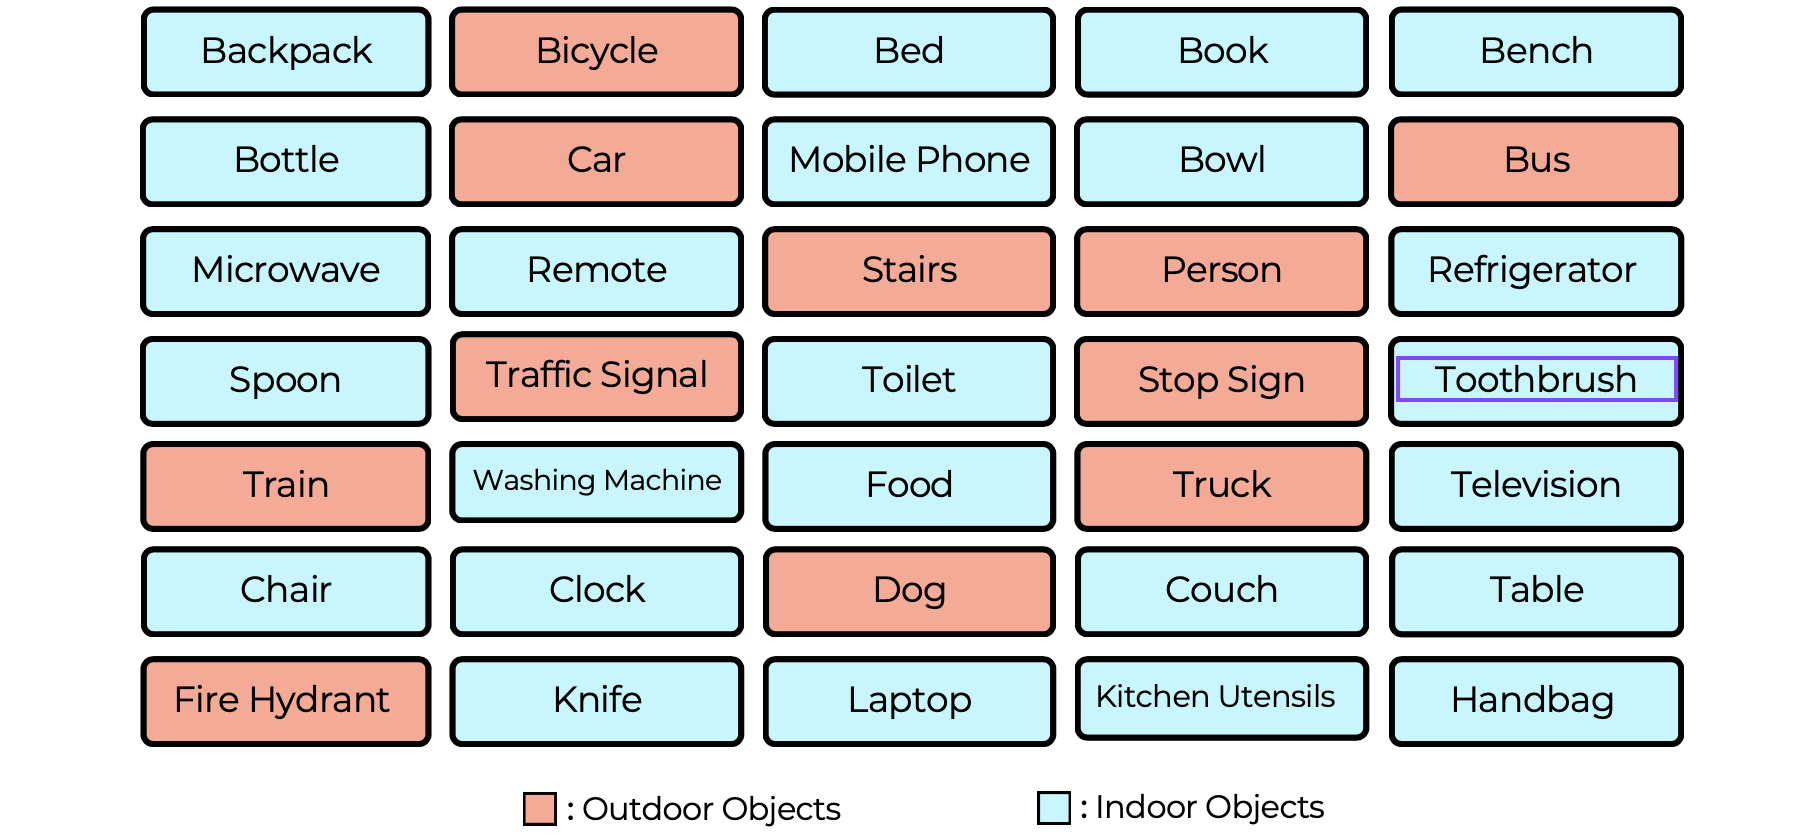 Backpack
Bicycle
Bed
Book
Bench
Bottle
Car
Mobile Phone
Bowl
Bus
Microwave
Remote
Stairs
Person
Refrigerator
Spoon
Traffic Signal
Toilet
Stop Sign
Toothbrush
Train
Washing Machine
Food
Truck
Television
Chair
Clock
Dog
Couch
Table
Fire Hydrant
Knife
Laptop
Kitchen Utensils
Handbag
: Outdoor Objects
: Indoor Objects